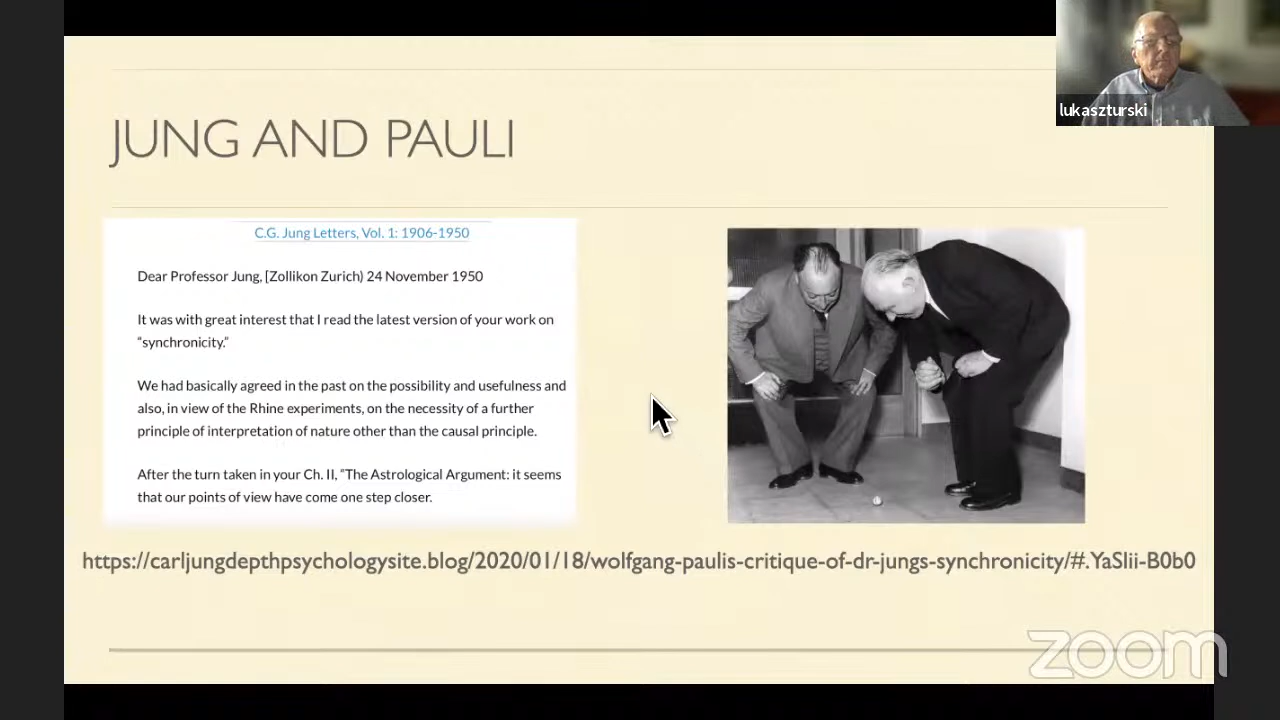 lukaszturski
JUNG AND PAULI
C.G. Jung Letters, Vol. 1: 1906-1950
Dear Professor Jung, [Zollikon Zurich) 24 November 1950
It was with great interest that I read the latest version of your work on
“synchronicity.”
We had basically agreed in the past on the possibility and usefulness and
also, in view of the Rhine experiments, on the necessity of a further
principle of interpretation of nature other than the causal principle.
After the turn taken in your Ch. II, “The Astrological Argument: it seems
that our points of view have come one step closer.
https://carljungdepthpsychologysite.blog/2020/01/18/wolfgang-paulis-critique-of-dr-jungs-synchronicity/#.YaSlii-B0b0
zoom